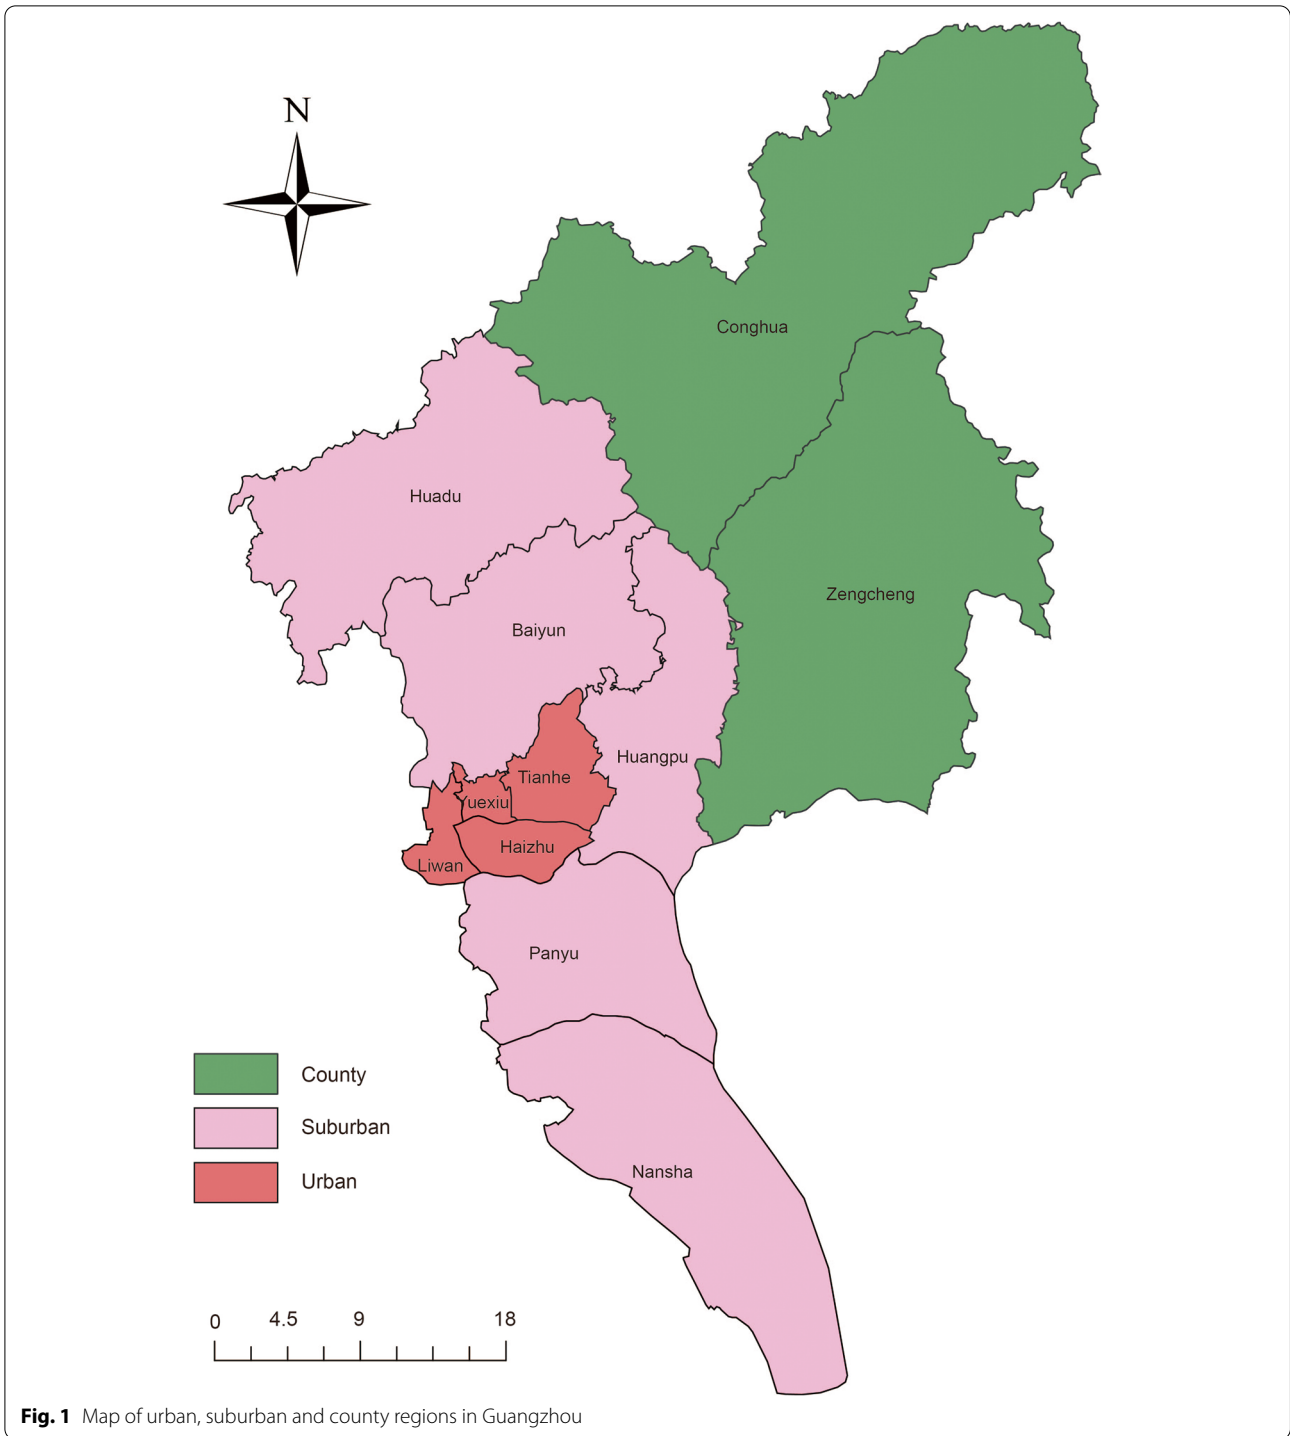 N
Conghua
Huadu
Zengcheng
Baiyun
Huangpu
Tianhe
uexiu
Haizhu
Liwan
Panyu
County
Suburban
Urban
Nansha
0 4.5 9 18
Fig. 1 Map of urban, suburban and county regions in Guangzhou